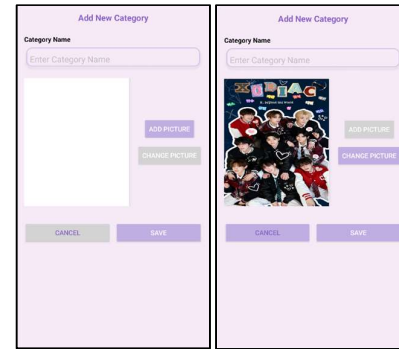 Add New Category
Category Name
Enter Category Name
ADD PICTURE
CHANGE PICTURE
CANCEL
SAVE
Add New Category
Category Name
Enter Category Name
ADD PICTURE
CHANGE PICTURE
CANCEL
SAVE